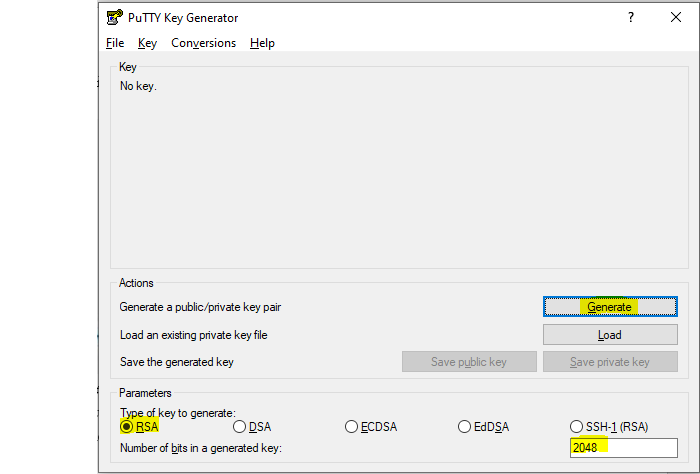 PuTTY Key Generator
? ×
File Key Conversions Help
Key
No key.
Actions
Generate a public/private key pair Generate
Load an existing private key file Load
Save the generated key Save public key Save private key
Parameters
Type of key to generate:
RSA DSA ECDSA EdDSA SSH-1 (RSA)
Number of bits in a generated key: 2048